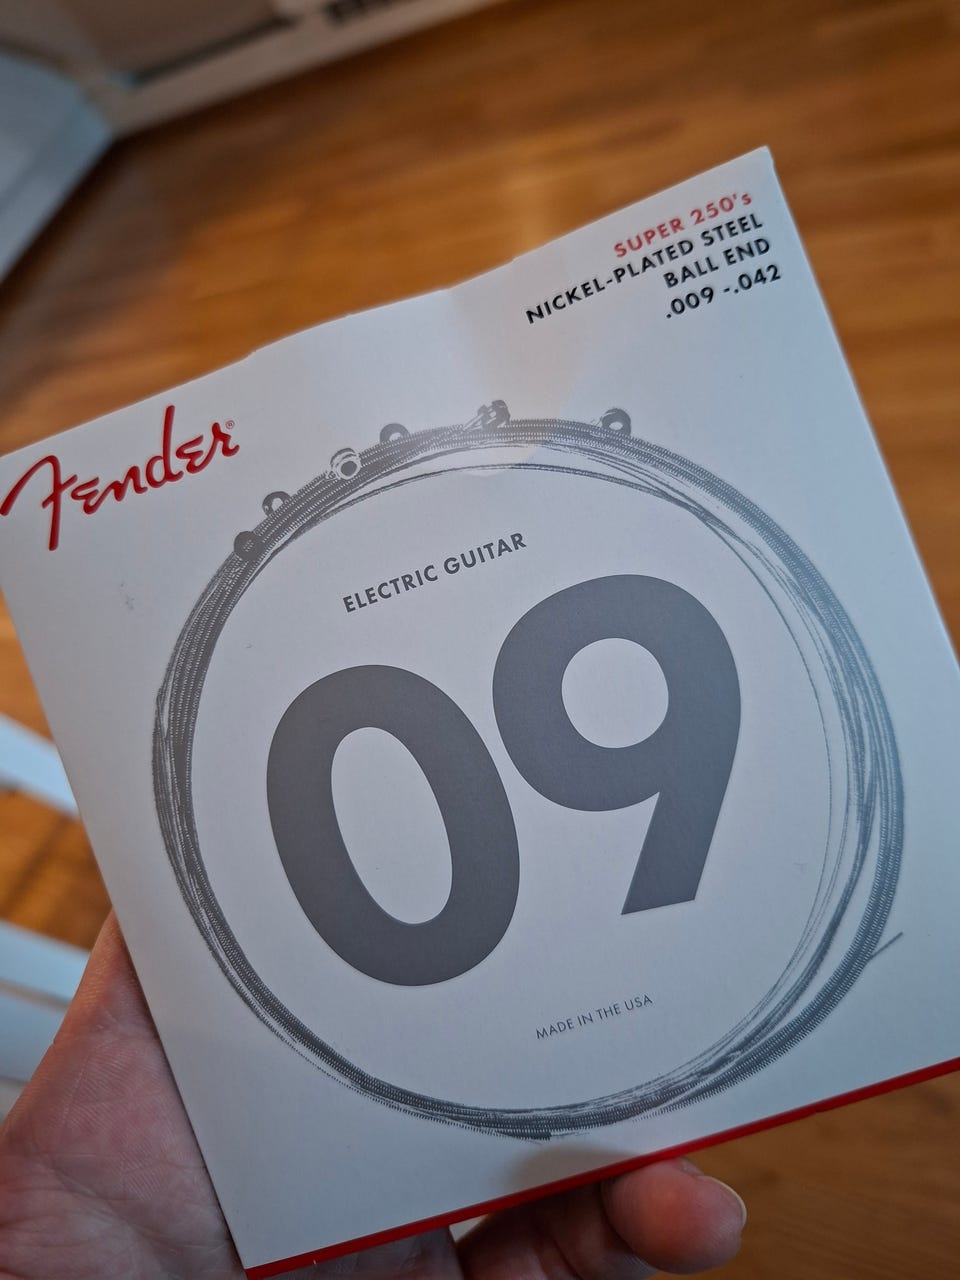 SUPER 250's
NICKEL-PLATED STEEL
BALL END
.009 -.042
Fender®
ELECTRIC GUITAR
09
MADE IN THE USA